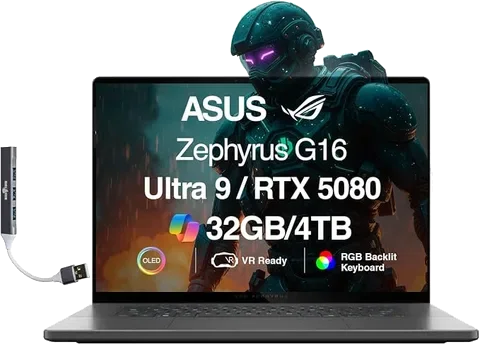 ASUS
Zephyrus G16
Ultra 9 / RTX 5080
32GB/4TB
OLED
VR Ready
RGB Backlit
Keyboard